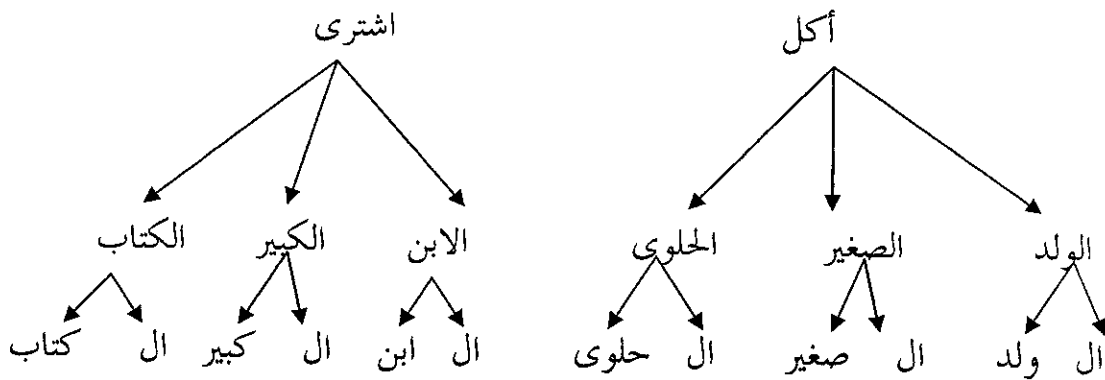 أكل اشترى
الولد الصغير الحلوى الابن الكبير الكتاب
ال ولد ال صغير ال حلوى ال ابن ال كبير ال كتاب